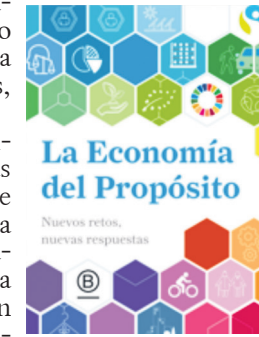 La Economía
del Propósito
Nuevos retos,
nuevas respuestas
B